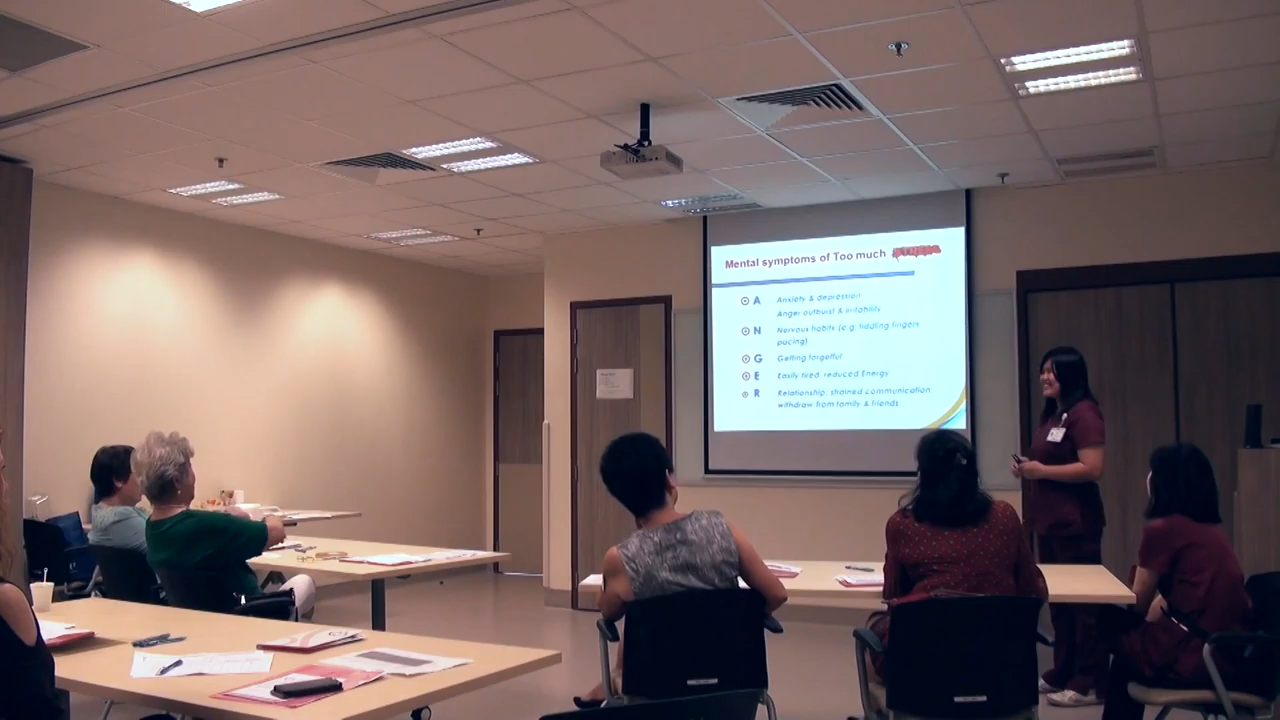 Mental symptoms of Too much STRESS
A Anxiety & depression
Anger outburst & irritability
N Nervous habits (e.g. fiddling fingers,
pacing)
G Getting forgetful
E Easily tired, reduced Energy
R Relationship: strained communication
withdraw from family & friends